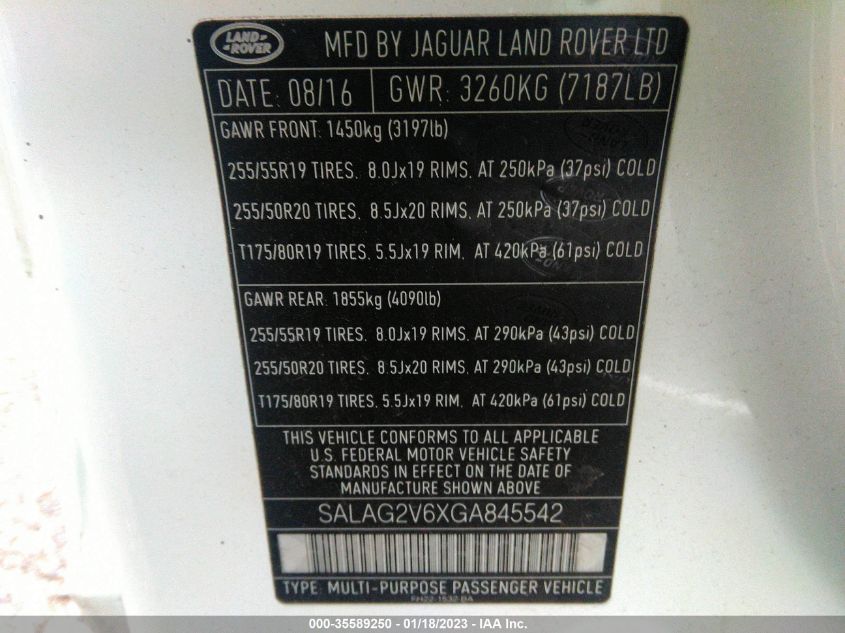 LAND ROVER
MFD BY JAGUAR LAND ROVER LTD
DATE: 08/16 GWR: 3260KG (7187LB)
GAWR FRONT: 1450kg (3197lb)
255/55R19 TIRES, 8.0Jx19 RIMS, AT 250kPa (37psi) COLD
255/50R20 TIRES, 8.5Jx20 RIMS, AT 250kPa (37psi) COLD
T175/80R19 TIRES, 5.5Jx19 RIM, AT 420kPa (61psi) COLD
GAWR REAR: 1855kg (4090lb)
255/55R19 TIRES, 8.0Jx19 RIMS, AT 290kPa (43psi) COLD
255/50R20 TIRES, 8.5Jx20 RIMS, AT 290kPa (43psi) COLD
T175/80R19 TIRES, 5.5Jx19 RIM, AT 420kPa (61psi) COLD
THIS VEHICLE CONFORMS TO ALL APPLICABLE
U.S. FEDERAL MOTOR VEHICLE SAFETY
STANDARDS IN EFFECT ON THE DATE OF
MANUFACTURE SHOWN ABOVE
SALAG2V6XGA845542
TYPE: MULTI-PURPOSE PASSENGER VEHICLE
FH22-1532-BA
000-35589250 - 01/18/2023 - IAA Inc.